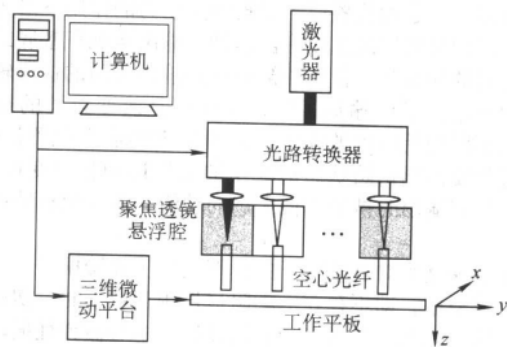 激光器
计算机
光路转换器
聚焦透镜
悬浮腔
...
空心光纤
三维微
动平台
工作平板
x
y
z